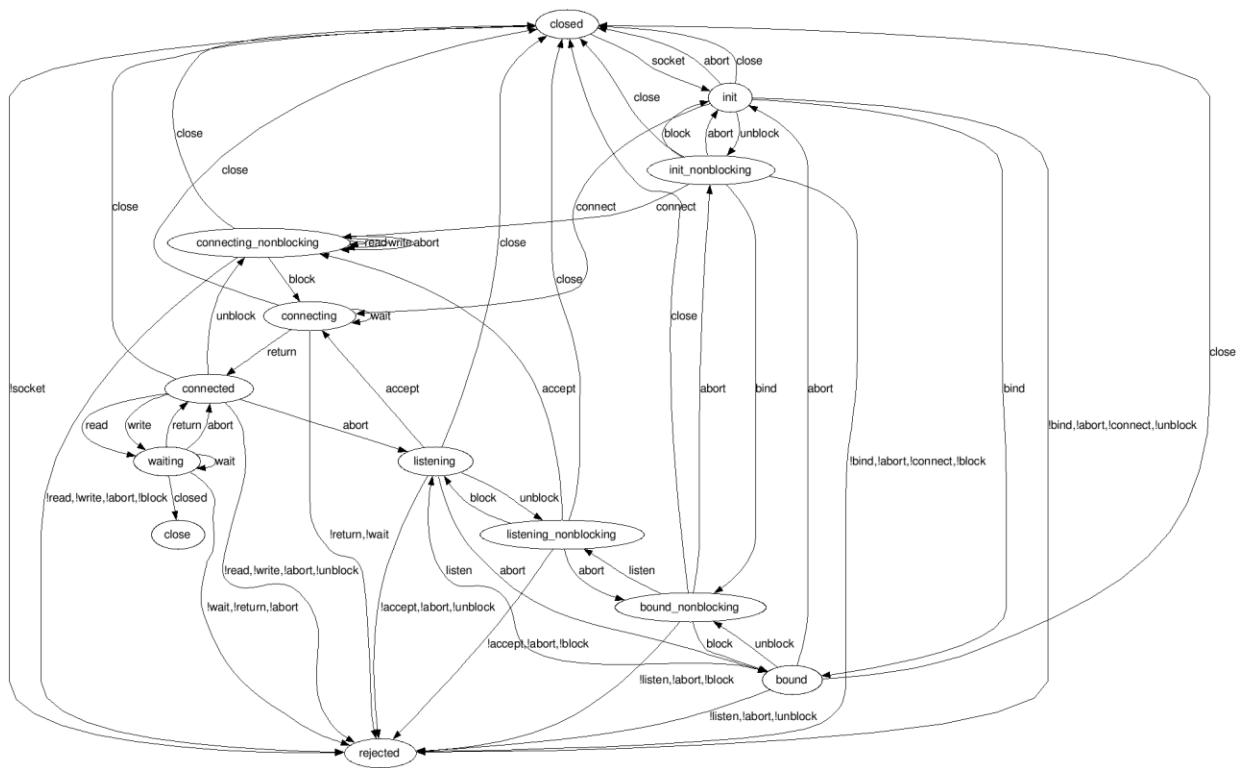 closed
socket
abort
close
init
close
block
abort
unblock
init_nonblocking
close
close
close
connect
connect
connecting_nonblocking
read
write
abort
close
block
close
connecting
wait
unblock
close
return
!socket
connected
accept
accept
abort
bind
abort
bind
close
read
write
return
abort
abort
!bind,!abort,!connect,!unblock
waiting
wait
listening
!bind,!abort,!connect,!block
!read,!write,!abort,!block
closed
block
unblock
close
!return,!wait
listening_nonblocking
!read,!write,!abort,!unblock
listen
abort
abort
listen
!wait,!return,!abort
!accept,!abort,!unblock
bound_nonblocking
!accept,!abort,!block
block
unblock
!listen,!abort,!block
bound
!listen,!abort,!unblock
rejected